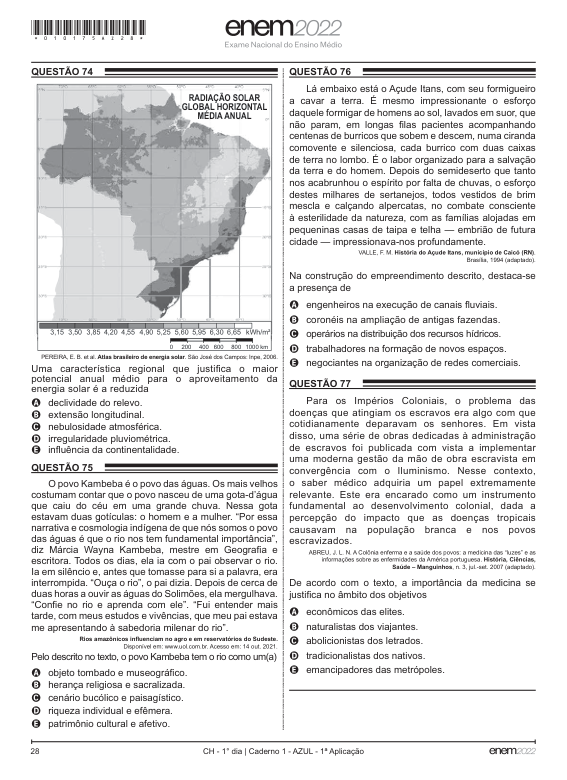 *010175622B*
enem2022
Exame Nacional do Ensino Médio
QUESTÃO 74
RADIAÇÃO SOLAR
GLOBAL HORIZONTAL
MÉDIA ANUAL
3,15 3,50 3,85 4,20 4,55 4,90 5,25 5,60 5,95 6,30 6,65 kWh/m²
0 200 400 600 800 1000 km
PEREIRA, E. B. et al. Atlas brasileiro de energia solar. São José dos Campos: Inpe, 2006.
Uma característica regional que justifica o maior
potencial anual médio para o aproveitamento da
energia solar é a reduzida
A declividade do relevo.
B extensão longitudinal.
C nebulosidade atmosférica.
D irregularidade pluviométrica.
E influência da continentalidade.
QUESTÃO 75
O povo Kambeba é o povo das águas. Os mais velhos
costumam contar que o povo nasceu de uma gota-d'água
que caiu do céu em uma grande chuva. Nessa gota
estavam duas gotículas: o homem e a mulher. “Por essa
narrativa e cosmologia indígena de que nós somos o povo
das águas é que o rio nos tem fundamental importância”,
diz Márcia Wayna Kambeba, mestre em Geografia e
escritora. Todos os dias, ela ia com o pai observar o rio.
Ia em silêncio e, antes que tomasse para si a palavra, era
interrompida. “Ouça o rio”, o pai dizia. Depois de cerca de
duas horas a ouvir as águas do Solimões, ela mergulhava.
“Confie no rio e aprenda com ele”. “Fui entender mais
tarde, com meus estudos e vivências, que meu pai estava
me apresentando à sabedoria milenar do rio”.
Rios amazônicos influenciam no agro e em reservatórios do Sudeste.
Disponível em: www.uol.com.br. Acesso em: 14 out. 2021.
Pelo descrito no texto, o povo Kambeba tem o rio como um(a)
A objeto tombado e museográfico.
B herança religiosa e sacralizada.
C cenário bucólico e paisagístico.
D riqueza individual e efêmera.
E patrimônio cultural e afetivo.
QUESTÃO 76
Lá embaixo está o Açude Itans, com seu formigueiro
a cavar a terra. É mesmo impressionante o esforço
daquele formigar de homens ao sol, lavados em suor, que
não param, em longas filas pacientes acompanhando
centenas de burricos que sobem e descem, numa ciranda
comovente e silenciosa, cada burrico com duas caixas
de terra no lombo. É o labor organizado para a salvação
da terra e do homem. Depois do semideserto que tanto
nos acabrunhou o espírito por falta de chuvas, o esforço
destes milhares de sertanejos, todos vestidos de brim
mescla e calçando alpercatas, no combate consciente
à esterilidade da natureza, com as famílias alojadas em
pequeninas casas de taipa e telha — embrião de futura
cidade — impressionava-nos profundamente.
VALLE, F. M. História do Açude Itans, município de Caicó (RN).
Brasília, 1994 (adaptado).
Na construção do empreendimento descrito, destaca-se
a presença de
A engenheiros na execução de canais fluviais.
B coronéis na ampliação de antigas fazendas.
C operários na distribuição dos recursos hídricos.
D trabalhadores na formação de novos espaços.
E negociantes na organização de redes comerciais.
QUESTÃO 77
Para os Impérios Coloniais, o problema das
doenças que atingiam os escravos era algo com que
cotidianamente deparavam os senhores. Em vista
disso, uma série de obras dedicadas à administração
de escravos foi publicada com vista a implementar
uma moderna gestão da mão de obra escravista em
convergência com o Iluminismo. Nesse contexto,
o saber médico adquiria um papel extremamente
relevante. Este era encarado como um instrumento
fundamental ao desenvolvimento colonial, dada a
percepção do impacto que as doenças tropicais
causavam na população branca e nos povos
escravizados.
ABREU, J. L. N. A Colônia enferma e a saúde dos povos: a medicina das “luzes” e as
informações sobre as enfermidades da América portuguesa. História, Ciências,
Saúde – Manguinhos, n. 3, jul.-set. 2007 (adaptado).
De acordo com o texto, a importância da medicina se
justifica no âmbito dos objetivos
A econômicos das elites.
B naturalistas dos viajantes.
C abolicionistas dos letrados.
D tradicionalistas dos nativos.
E emancipadores das metrópoles.
28
CH - 1° dia | Caderno 1 - AZUL - 1ª Aplicação
enem2022